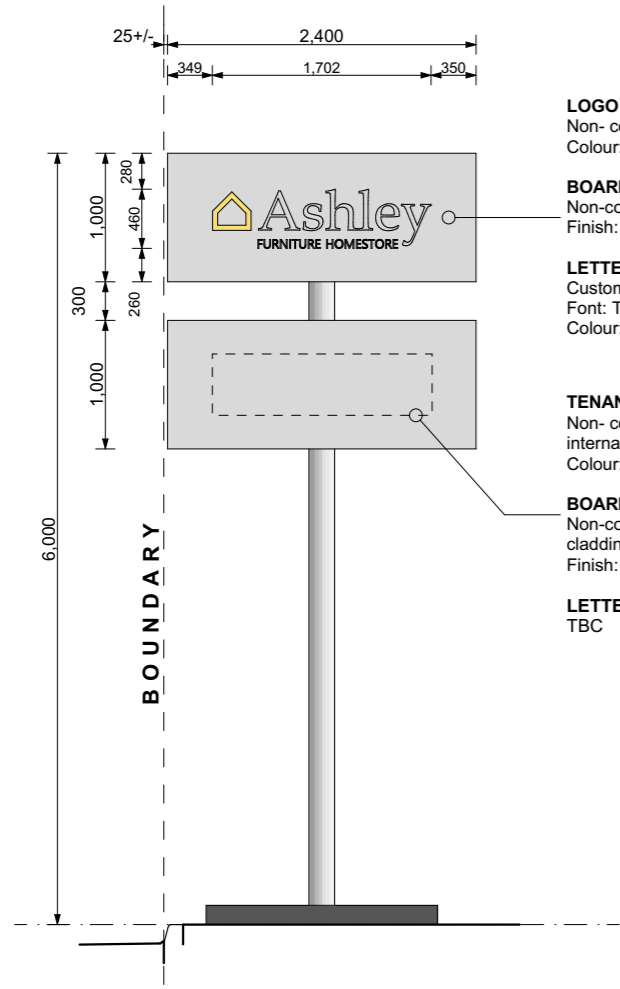 25+/-
2,400
349
1,702
350
280
1,000
460
260
300
1,000
6,000
BOUNDARY
Ashley
FURNITURE HOMESTORE
LOGO
Non- co
Colour:
BOARD
Non-co
Finish:
LETTE
Custom
Font: T
Colour:
TENAN
Non- co
interna
Colour:
BOARD
Non-co
claddin
Finish:
LETTE
TBC